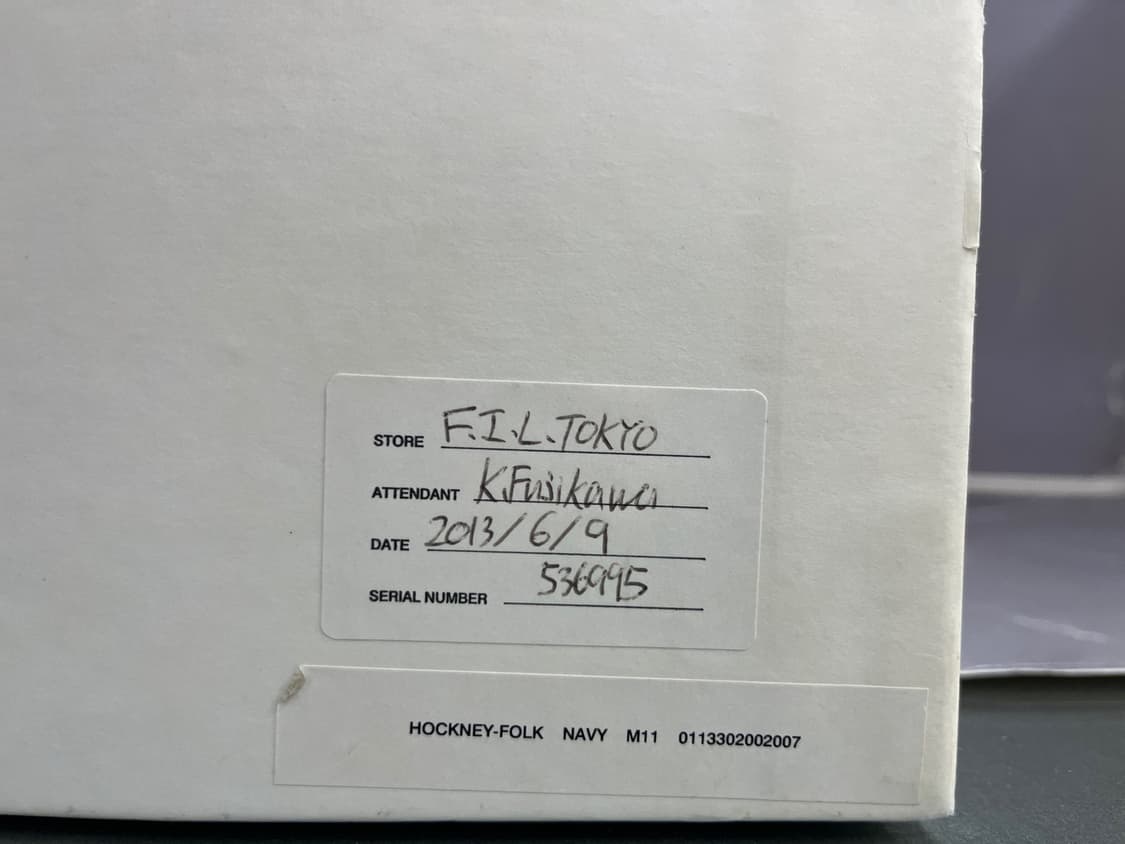 STORE F.I.L.TOKYO
ATTENDANT K.Fujikawa
DATE 2013/6/9
SERIAL NUMBER 536995
HOCKNEY-FOLK NAVY M11 0113302002007